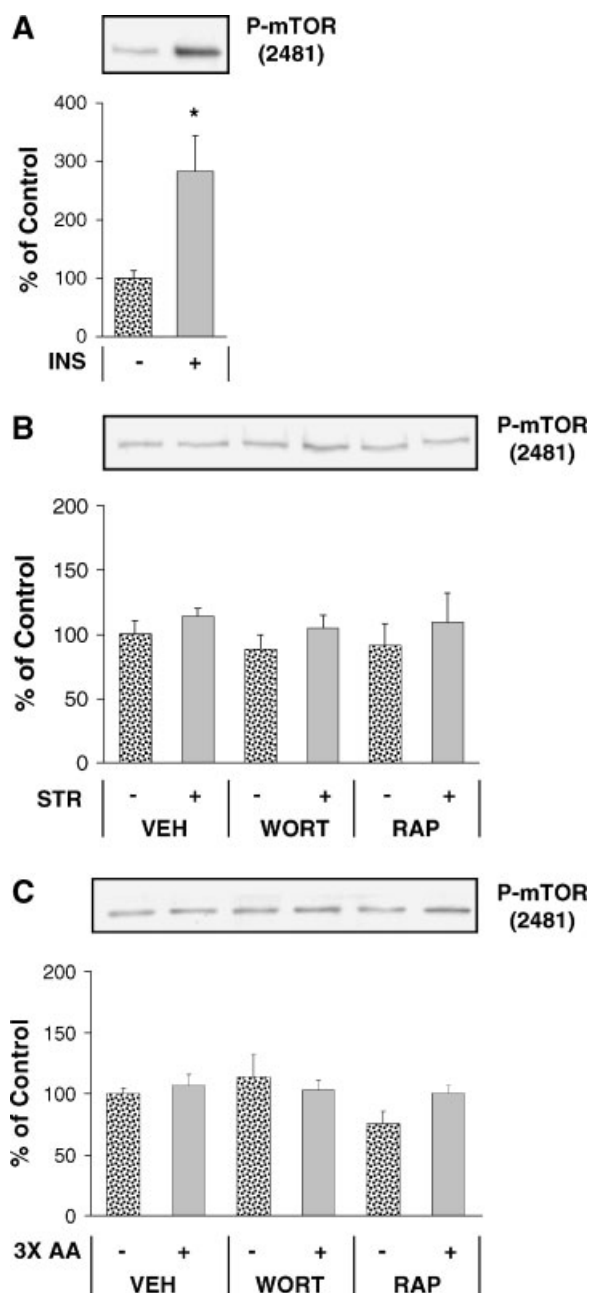 A
P-mTOR
(2481)
400
*
300
200
100
0
% of Control
INS - +
B
P-mTOR
(2481)
200
150
100
50
0
% of Control
STR - + - + - +
VEH WORT RAP
C
P-mTOR
(2481)
200
150
100
50
0
% of Control
3X AA - + - + - +
VEH WORT RAP